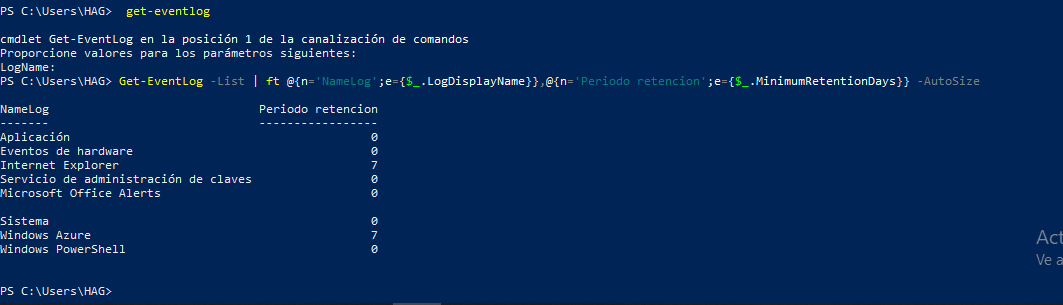 PS C:\Users\HAG> get-eventlog
cmdlet Get-EventLog en la posición 1 de la canalización de comandos
Proporcione valores para los parámetros siguientes:
LogName:
PS C:\Users\HAG> Get-EventLog -List | ft @{n='NameLog';e={$_.LogDisplayName}},@{n='Periodo retencion';e={$_.MinimumRetentionDays}} -AutoSize
NameLog Periodo retencion
------- -----------------
Aplicación 0
Eventos de hardware 0
Internet Explorer 7
Servicio de administración de claves 0
Microsoft Office Alerts 0
Sistema 0
Windows Azure 7
Windows PowerShell 0
Act
Ve a
PS C:\Users\HAG>